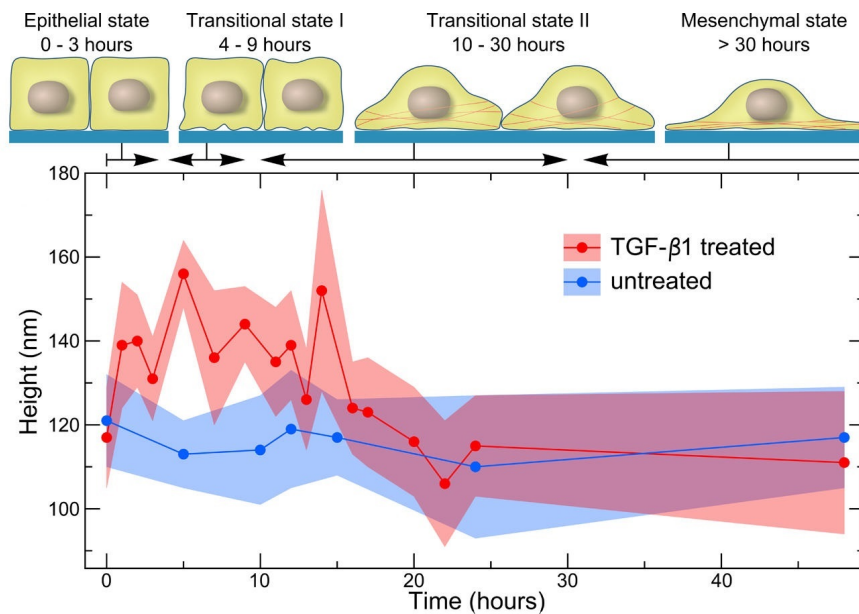 Epithelial state
0 - 3 hours
Transitional state I
4 - 9 hours
Transitional state II
10 - 30 hours
Mesenchymal state
> 30 hours
180
160
140
120
100
Height (nm)
TGF-β1 treated
untreated
0
10
20
30
40
Time (hours)